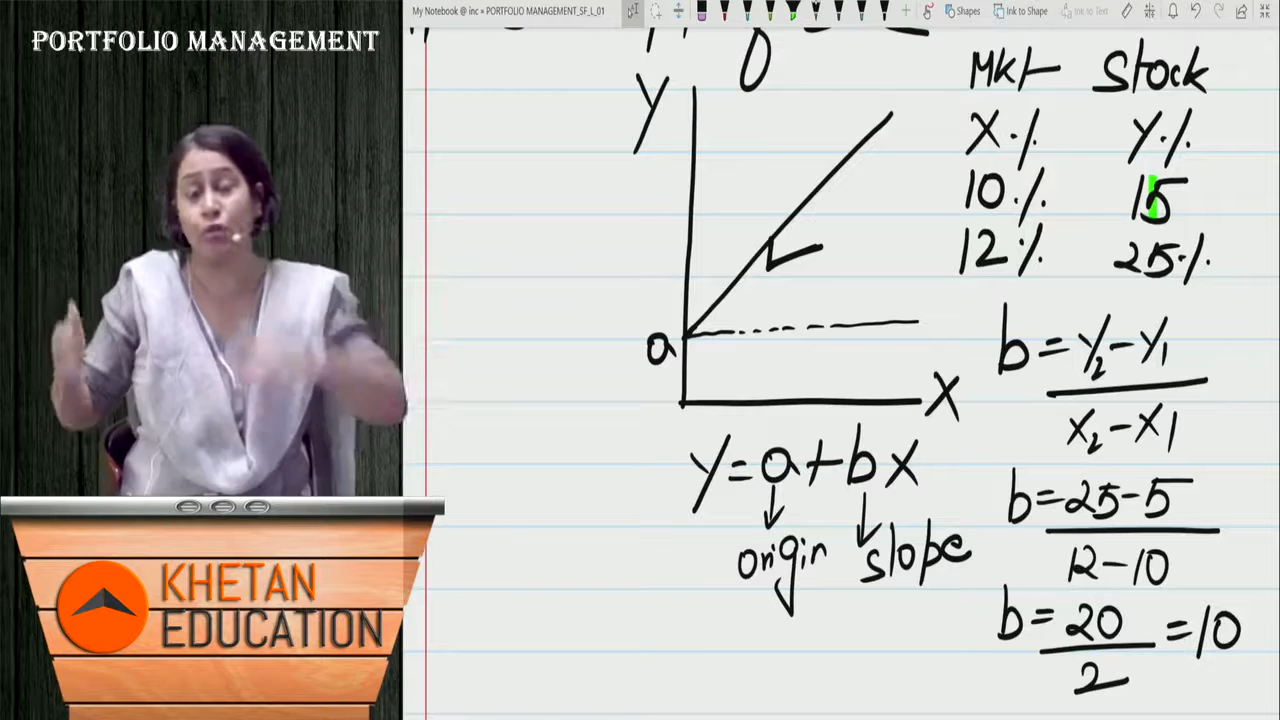 My Notebook @ inc » PORTFOLIO MANAGEMENT_SF_L_01
Shapes
Ink to Shape
Ink to Text
PORTFOLIO MANAGEMENT
Mkt Stock
X·/. Y·/.
10·/. 15
12·/. 25·/.
Y
a
X
Y=a+bX
origin slope
b=Y₂-Y₁
X₂-X₁
b=25-5
12-10
b=20=10
2
KHETAN
EDUCATION